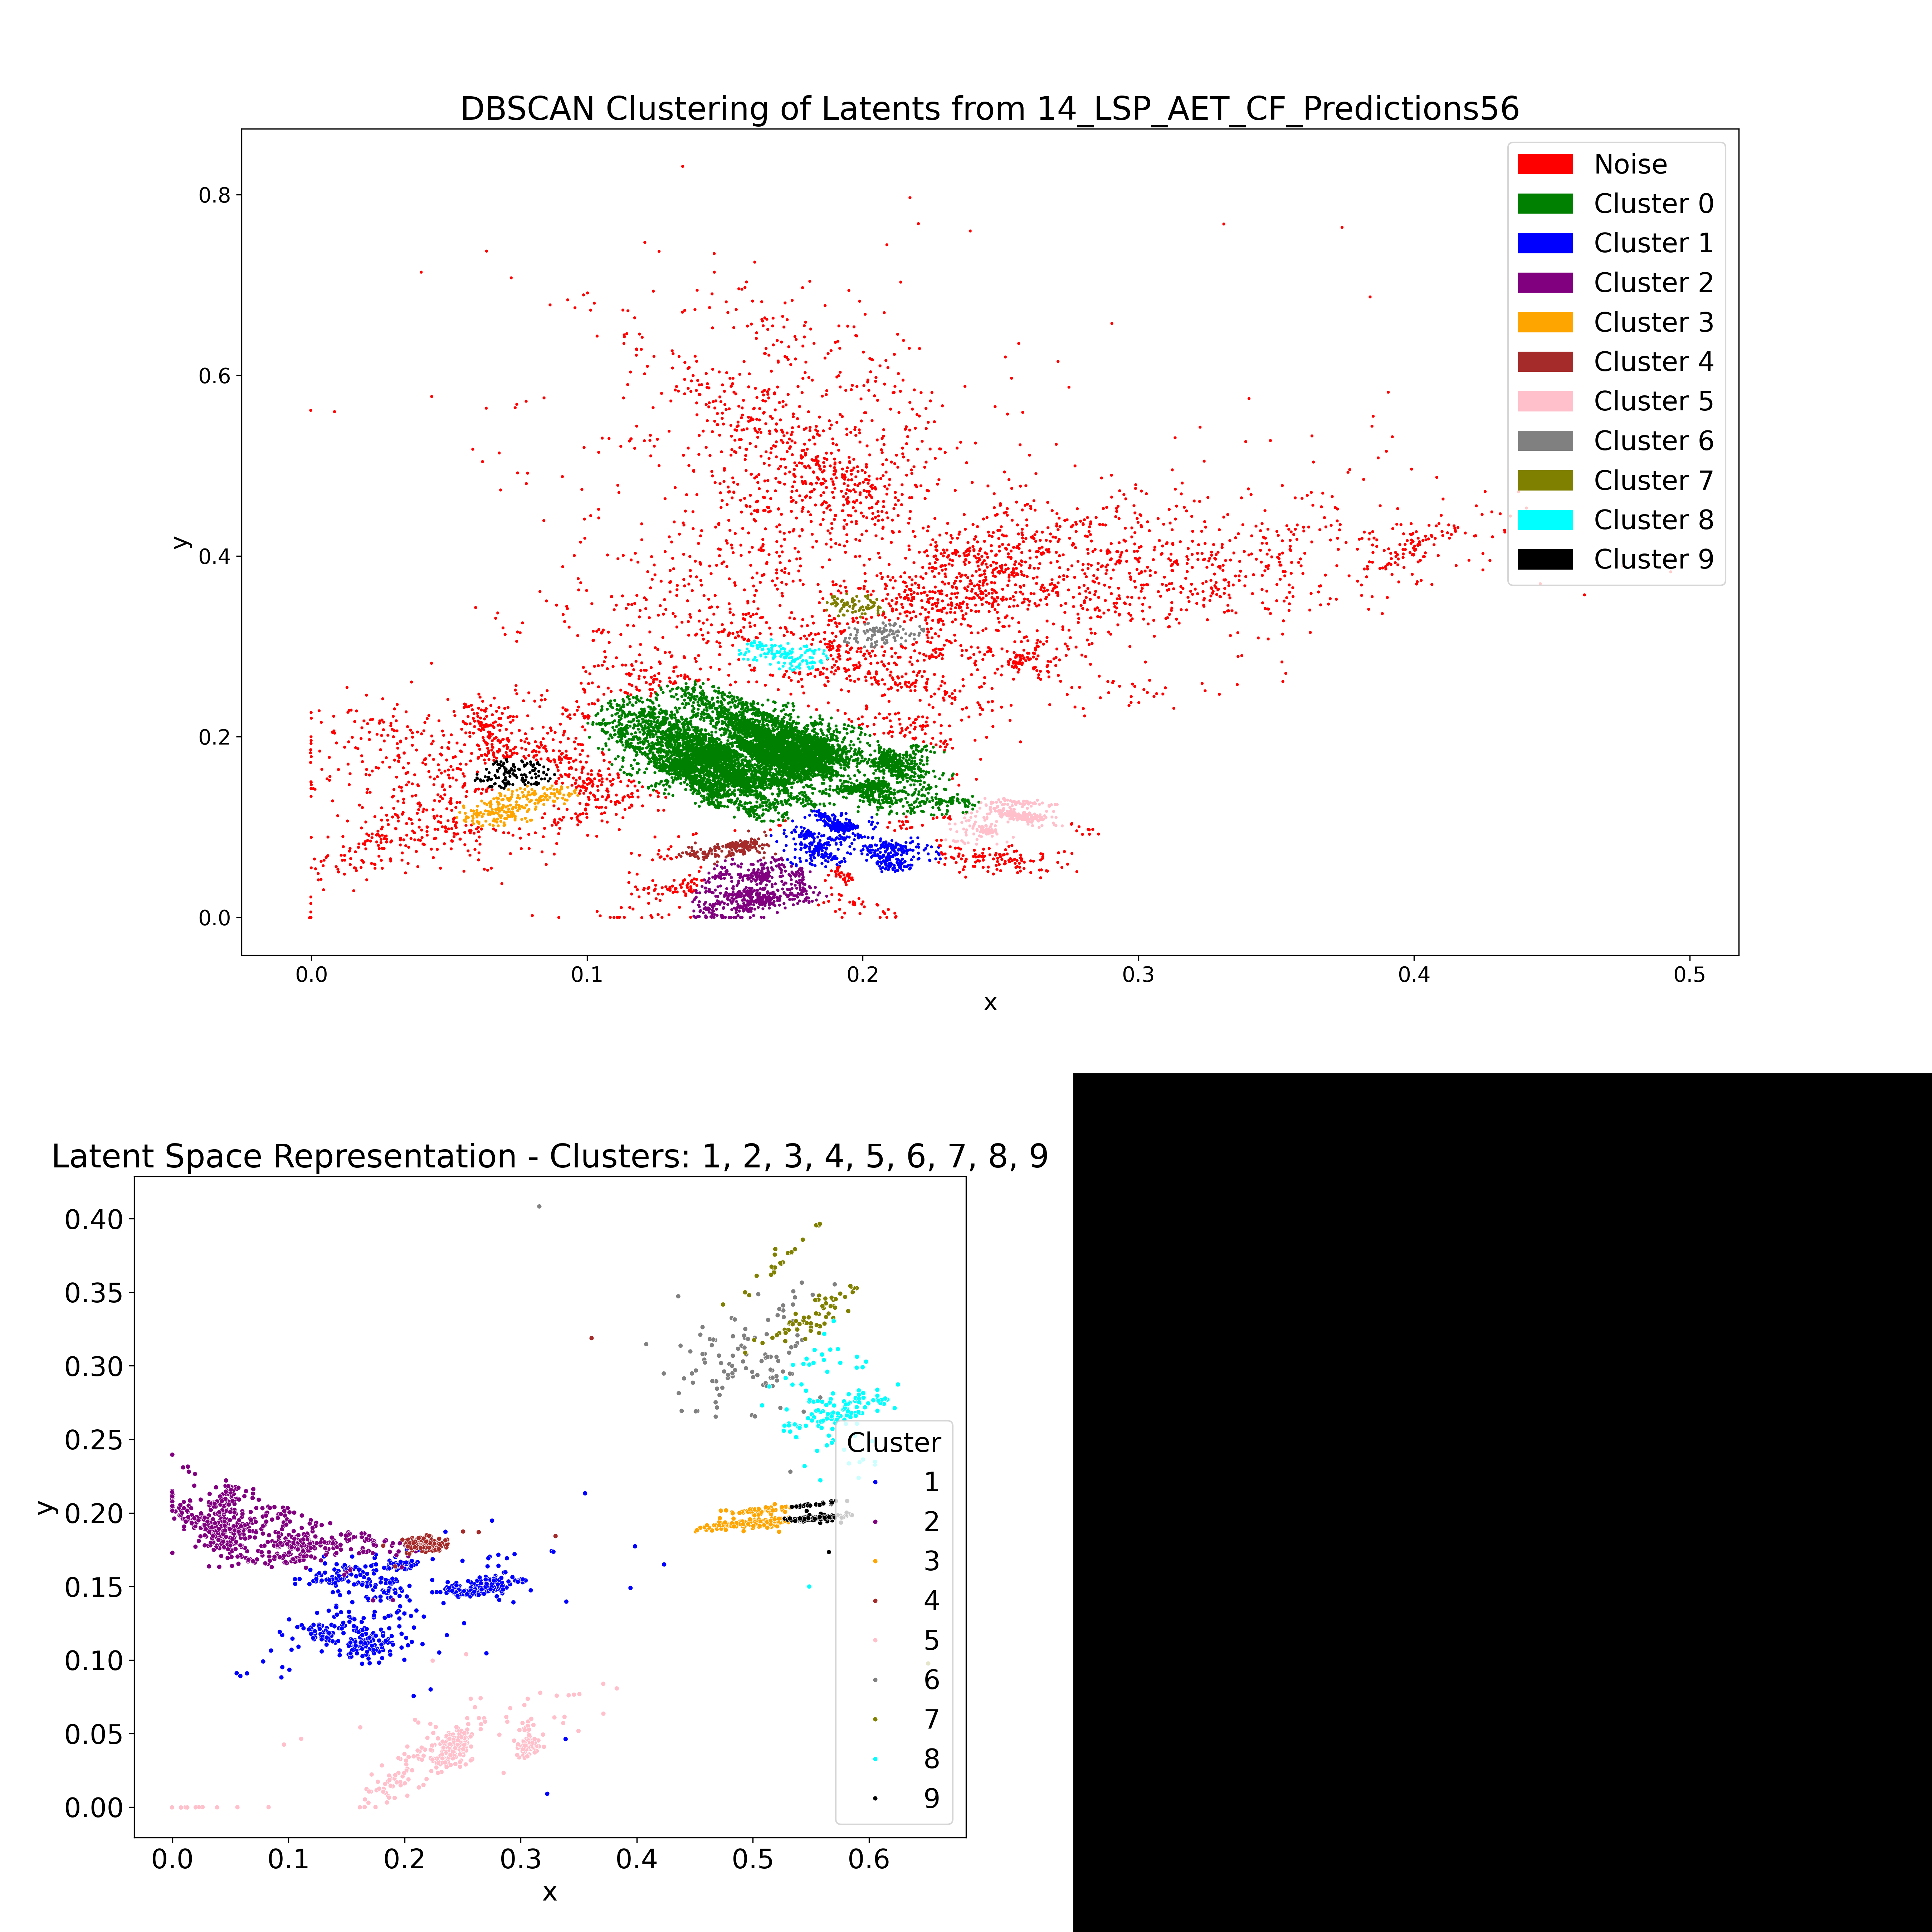 DBSCAN Clustering of Latents from 14_LSP_AET_CF_Predictions56
Noise
Cluster 0
Cluster 1
Cluster 2
Cluster 3
Cluster 4
Cluster 5
Cluster 6
Cluster 7
Cluster 8
Cluster 9
0.8
0.6
0.4
0.2
0.0
y
0.0 0.1 0.2 0.3 0.4 0.5
x
Latent Space Representation - Clusters: 1, 2, 3, 4, 5, 6, 7, 8, 9
0.40
0.35
0.30
0.25
0.20
0.15
0.10
0.05
0.00
y
Cluster
1
2
3
4
5
6
7
8
9
0.0 0.1 0.2 0.3 0.4 0.5 0.6
x